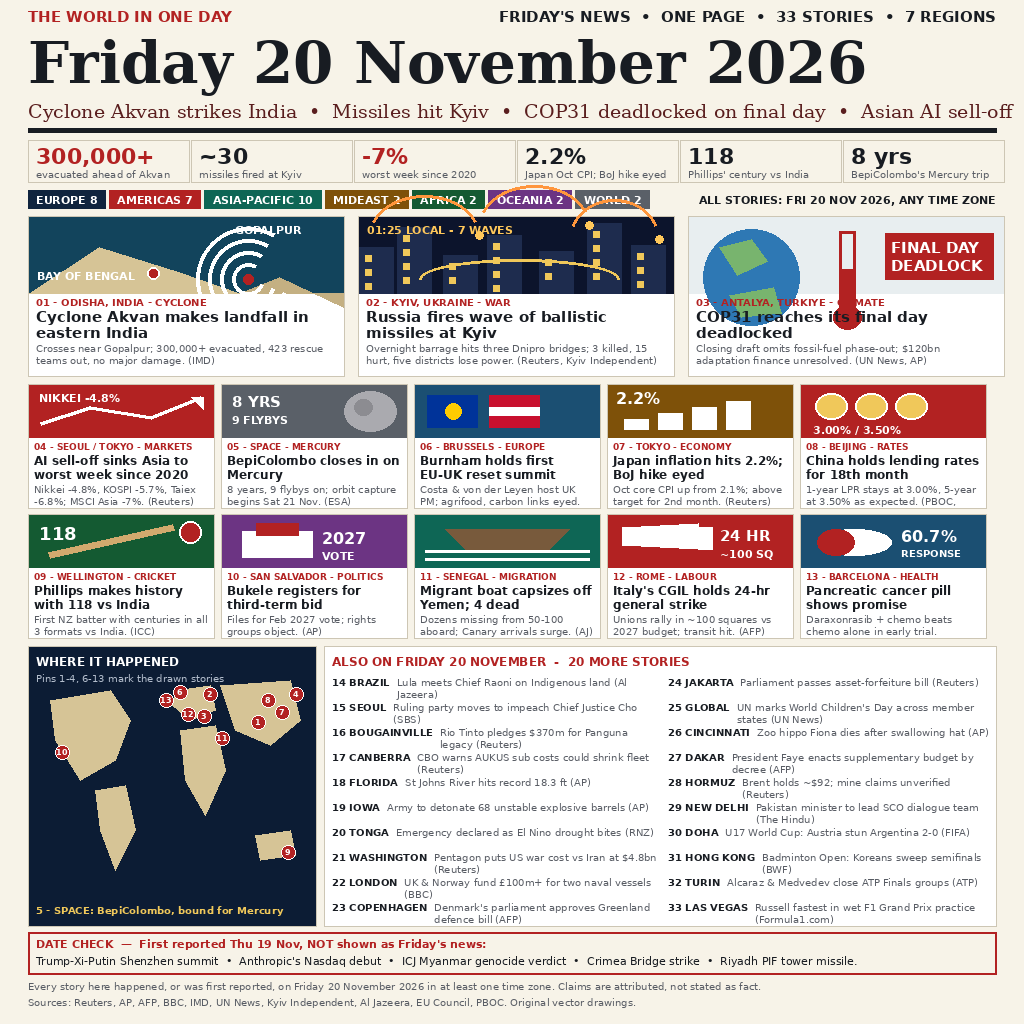 THE WORLD IN ONE DAY
FRIDAY'S NEWS • ONE PAGE • 33 STORIES • 7 REGIONS
Friday 20 November 2026
Cyclone Akvan strikes India • Missiles hit Kyiv • COP31 deadlocked on final day • Asian AI sell-off
300,000+
evacuated ahead of Akvan
~30
missiles fired at Kyiv
-7%
worst week since 2020
2.2%
Japan Oct CPI; BoJ hike eyed
118
Phillips' century vs India
8 yrs
BepiColombo's Mercury trip
EUROPE 8
AMERICAS 7
ASIA-PACIFIC 10
MIDEAST 2
AFRICA 2
OCEANIA 2
WORLD 2
ALL STORIES: FRI 20 NOV 2026, ANY TIME ZONE
GOPALPUR
BAY OF BENGAL
01 - ODISHA, INDIA - CYCLONE
Cyclone Akvan makes landfall in
eastern India
Crosses near Gopalpur; 300,000+ evacuated, 423 rescue
teams out, no major damage. (IMD)
01:25 LOCAL - 7 WAVES
02 - KYIV, UKRAINE - WAR
Russia fires wave of ballistic
missiles at Kyiv
Overnight barrage hits three Dnipro bridges; 3 killed, 15
hurt, five districts lose power. (Reuters, Kyiv Independent)
FINAL DAY
DEADLOCK
03 - ANTALYA, TURKIYE - CLIMATE
COP31 reaches its final day
deadlocked
Closing draft omits fossil-fuel phase-out; $120bn
adaptation finance unresolved. (UN News, AP)
NIKKEI -4.8%
04 - SEOUL / TOKYO - MARKETS
AI sell-off sinks Asia to
worst week since 2020
Nikkei -4.8%, KOSPI -5.7%, Taiex
-6.8%; MSCI Asia -7%. (Reuters)
8 YRS
9 FLYBYS
05 - SPACE - MERCURY
BepiColombo closes in on
Mercury
8 years, 9 flybys on; orbit capture
begins Sat 21 Nov. (ESA)
06 - BRUSSELS - EUROPE
Burnham holds first
EU-UK reset summit
Costa & von der Leyen host UK
PM; agrifood, carbon links eyed.
2.2%
07 - TOKYO - ECONOMY
Japan inflation hits 2.2%;
BoJ hike eyed
Oct core CPI up from 2.1%; above
target for 2nd month. (Reuters)
3.00% / 3.50%
08 - BEIJING - RATES
China holds lending rates
for 18th month
1-year LPR stays at 3.00%, 5-year
at 3.50% as expected. (PBOC,
118
09 - WELLINGTON - CRICKET
Phillips makes history
with 118 vs India
First NZ batter with centuries in all
3 formats vs India. (ICC)
2027
VOTE
10 - SAN SALVADOR - POLITICS
Bukele registers for
third-term bid
Files for Feb 2027 vote; rights
groups object. (AP)
11 - SENEGAL - MIGRATION
Migrant boat capsizes off
Yemen; 4 dead
Dozens missing from 50-100
aboard; Canary arrivals surge. (AJ)
24 HR
~100 SQ
12 - ROME - LABOUR
Italy's CGIL holds 24-hr
general strike
Unions rally in ~100 squares vs
2027 budget; transit hit. (AFP)
60.7%
RESPONSE
13 - BARCELONA - HEALTH
Pancreatic cancer pill
shows promise
Daraxonrasib + chemo beats
chemo alone in early trial.
WHERE IT HAPPENED
Pins 1-4, 6-13 mark the drawn stories
13
6
2
12
3
8
4
7
1
11
10
9
5 - SPACE: BepiColombo, bound for Mercury
ALSO ON FRIDAY 20 NOVEMBER - 20 MORE STORIES
14 BRAZIL Lula meets Chief Raoni on Indigenous land (Al
Jazeera)
15 SEOUL Ruling party moves to impeach Chief Justice Cho
(SBS)
16 BOUGAINVILLE Rio Tinto pledges $370m for Panguna
legacy (Reuters)
17 CANBERRA CBO warns AUKUS sub costs could shrink fleet
(Reuters)
18 FLORIDA St Johns River hits record 18.3 ft (AP)
19 IOWA Army to detonate 68 unstable explosive barrels (AP)
20 TONGA Emergency declared as El Nino drought bites (RNZ)
21 WASHINGTON Pentagon puts US war cost vs Iran at $4.8bn
(Reuters)
22 LONDON UK & Norway fund £100m+ for two naval vessels
(BBC)
23 COPENHAGEN Denmark's parliament approves Greenland
defence bill (AFP)
24 JAKARTA Parliament passes asset-forfeiture bill (Reuters)
25 GLOBAL UN marks World Children's Day across member
states (UN News)
26 CINCINNATI Zoo hippo Fiona dies after swallowing hat (AP)
27 DAKAR President Faye enacts supplementary budget by
decree (AFP)
28 HORMUZ Brent holds ~$92; mine claims unverified
(Reuters)
29 NEW DELHI Pakistan minister to lead SCO dialogue team
(The Hindu)
30 DOHA U17 World Cup: Austria stun Argentina 2-0 (FIFA)
31 HONG KONG Badminton Open: Koreans sweep semifinals
(BWF)
32 TURIN Alcaraz & Medvedev close ATP Finals groups (ATP)
33 LAS VEGAS Russell fastest in wet F1 Grand Prix practice
(Formula1.com)
DATE CHECK — First reported Thu 19 Nov, NOT shown as Friday's news:
Trump-Xi-Putin Shenzhen summit • Anthropic's Nasdaq debut • ICJ Myanmar genocide verdict • Crimea Bridge strike • Riyadh PIF tower missile.
Every story here happened, or was first reported, on Friday 20 November 2026 in at least one time zone. Claims are attributed, not stated as fact.
Sources: Reuters, AP, AFP, BBC, IMD, UN News, Kyiv Independent, Al Jazeera, EU Council, PBOC. Original vector drawings.